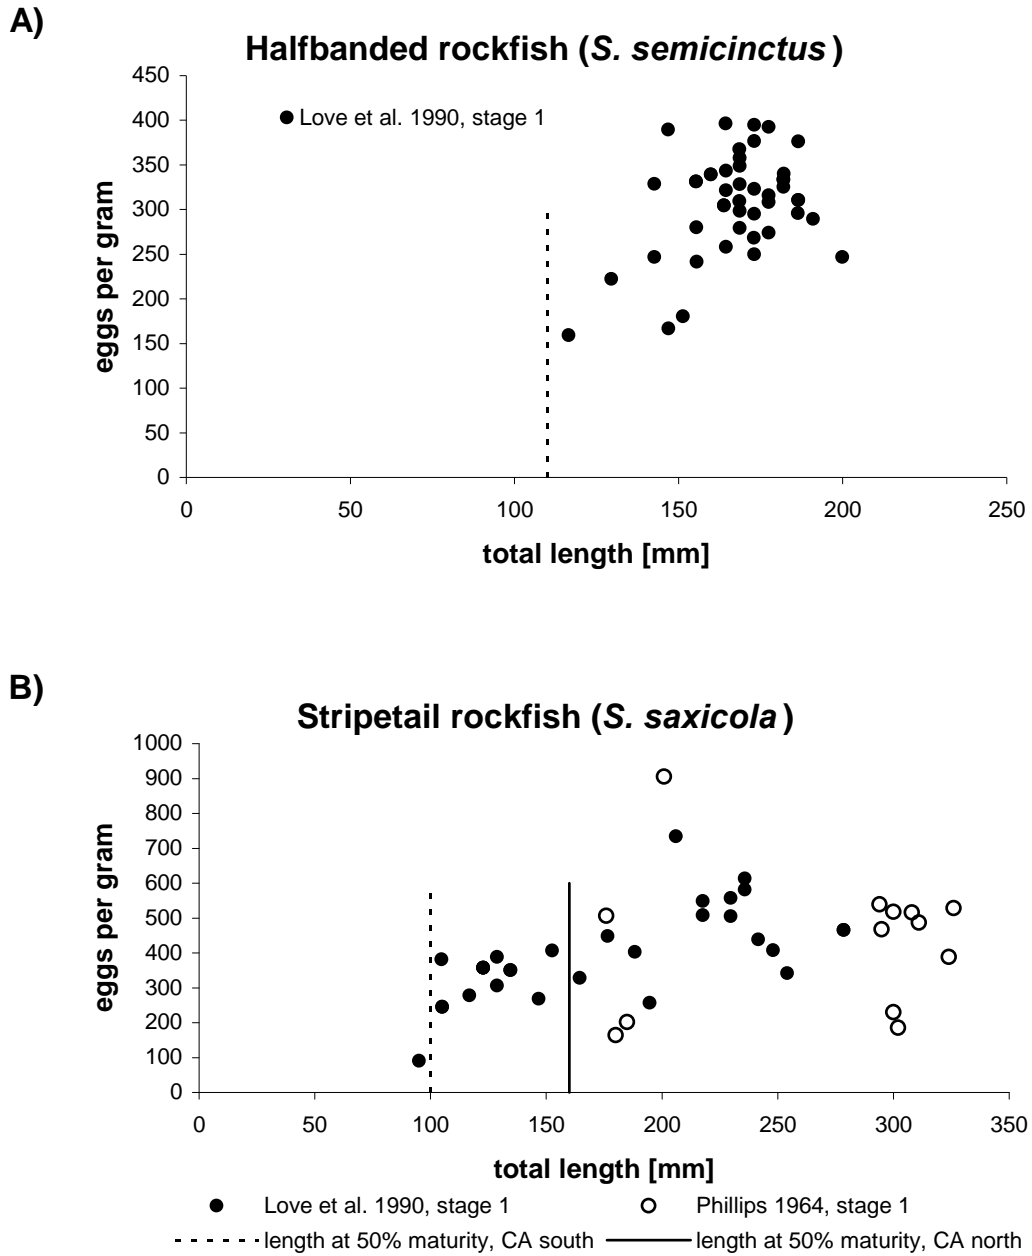 A)
Halfbanded rockfish (S. semicinctus)
450
400
350
300
250
200
150
100
50
0
eggs per gram
Love et al. 1990, stage 1
0 50 100 150 200 250
total length [mm]
B)
Stripetail rockfish (S. saxicola)
1000
900
800
700
600
500
400
300
200
100
0
eggs per gram
0 50 100 150 200 250 300 350
total length [mm]
Love et al. 1990, stage 1 Phillips 1964, stage 1
length at 50% maturity, CA south length at 50% maturity, CA north